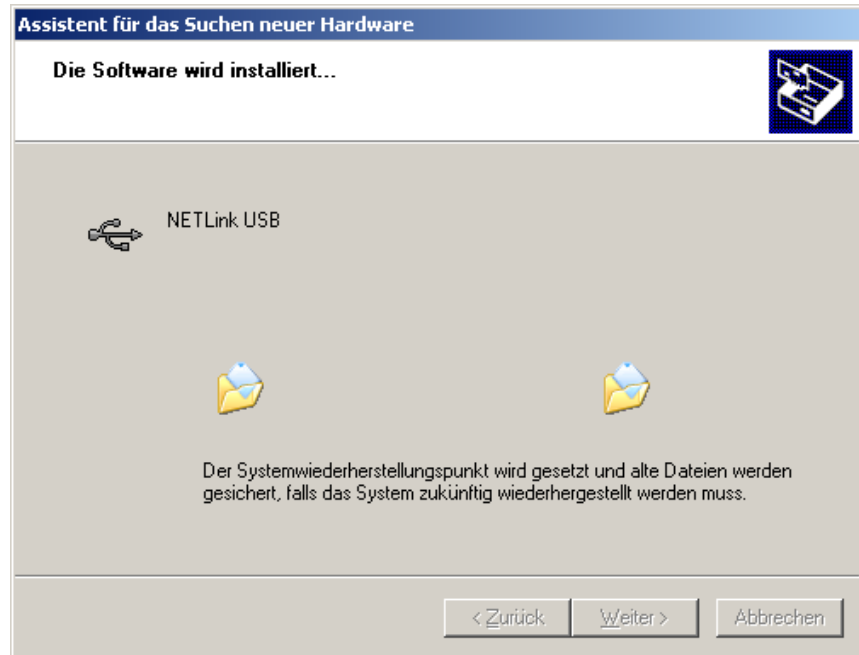 Assistent für das Suchen neuer Hardware
Die Software wird installiert...
NETLink USB
Der Systemwiederherstellungspunkt wird gesetzt und alte Dateien werden
gesichert, falls das System zukünftig wiederhergestellt werden muss.
< Zurück Weiter > Abbrechen